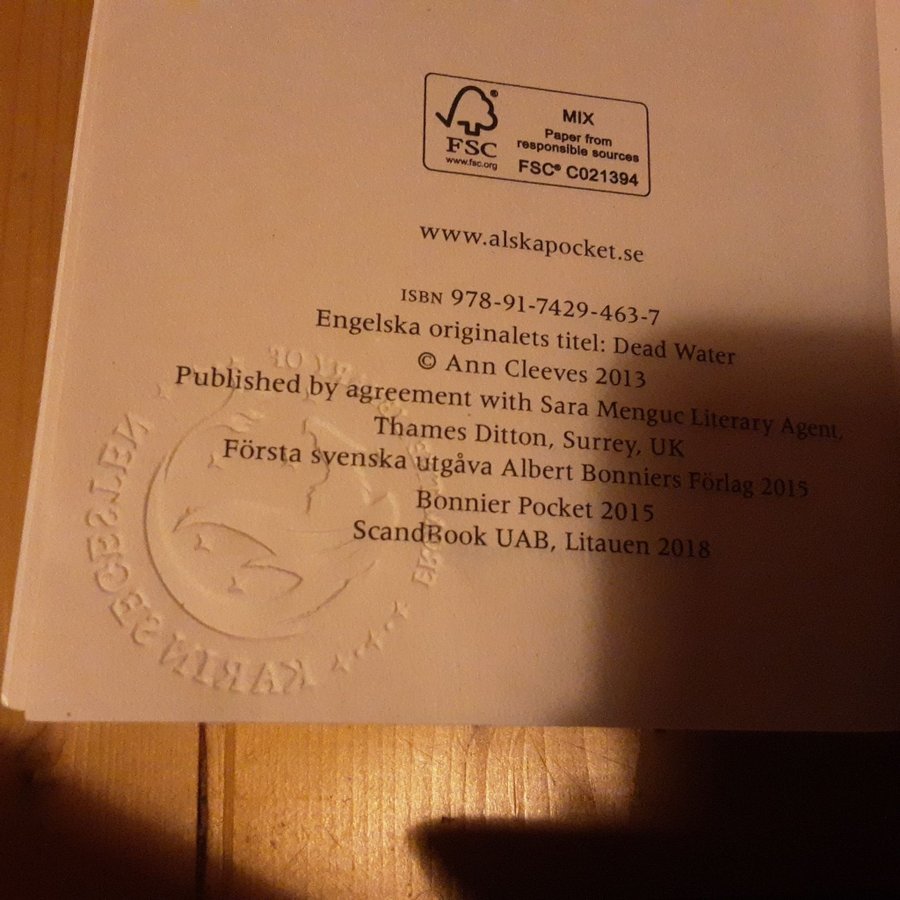 FSC®
www.fsc.org
MIX
Paper from
responsible sources
FSC® C021394
www.alskapocket.se
ISBN 978-91-7429-463-7
Engelska originalets titel: Dead Water
© Ann Cleeves 2013
Published by agreement with Sara Menguc Literary Agent,
Thames Ditton, Surrey, UK
Första svenska utgåva Albert Bonniers Förlag 2015
Bonnier Pocket 2015
ScandBook UAB, Litauen 2018
KARIN